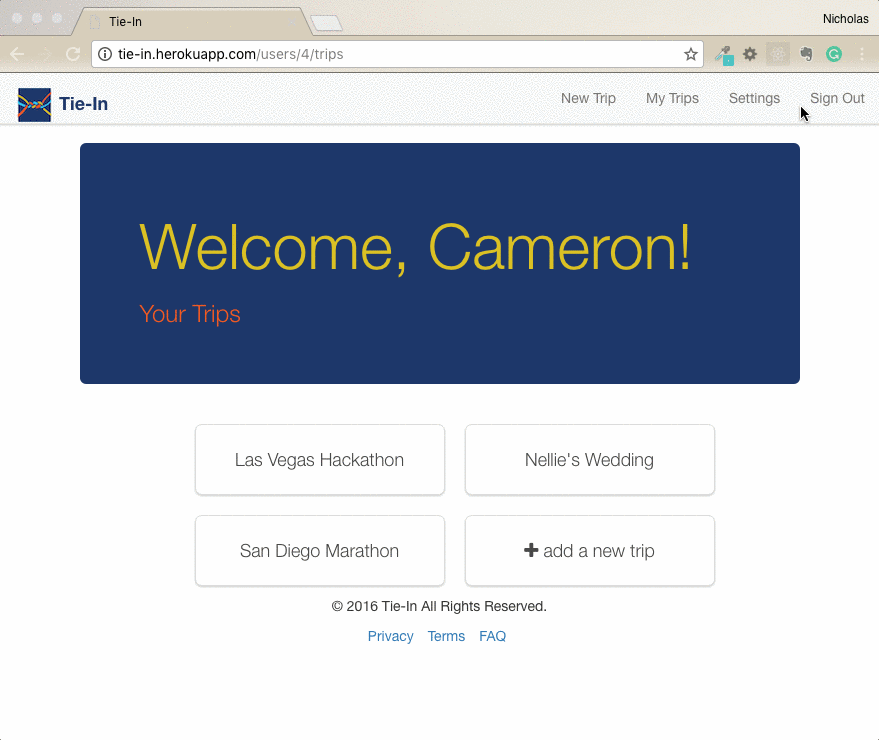 Tie-In
Nicholas
tie-in.herokuapp.com/users/4/trips
Tie-In
New Trip
My Trips
Settings
Sign Out
Welcome, Cameron!
Your Trips
Las Vegas Hackathon
Nellie's Wedding
San Diego Marathon
add a new trip
© 2016 Tie-In All Rights Reserved.
Privacy Terms FAQ